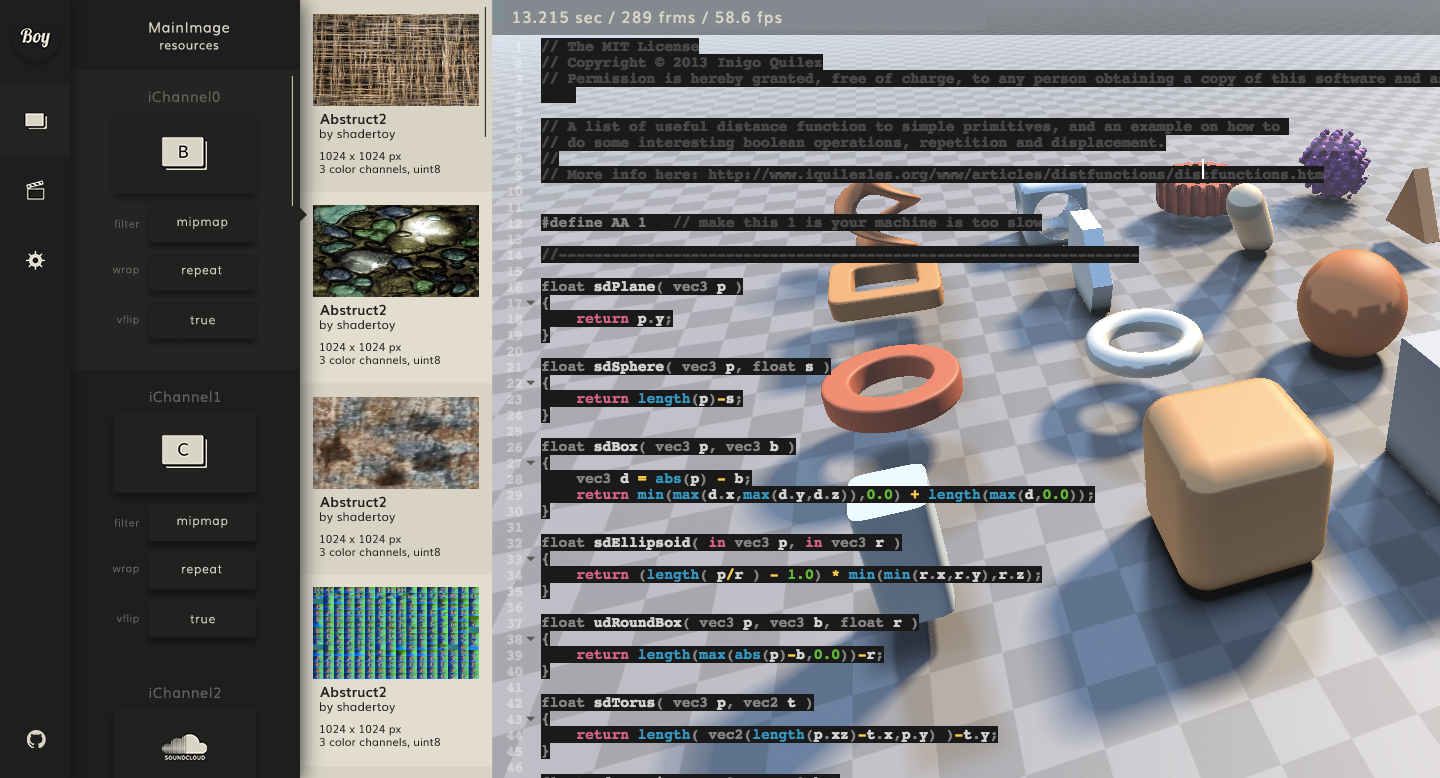 Boy
MainImage
resources
iChannel0
B
filter
mipmap
wrap
repeat
vflip
true
iChannel1
C
filter
mipmap
wrap
repeat
vflip
true
iChannel2
SOUNDCLOUD
Abstruct2
by shadertoy
1024 x 1024 px
3 color channels, uint8
Abstruct2
by shadertoy
1024 x 1024 px
3 color channels, uint8
Abstruct2
by shadertoy
1024 x 1024 px
3 color channels, uint8
Abstruct2
by shadertoy
1024 x 1024 px
3 color channels, uint8
13.215 sec / 289 frms / 58.6 fps
// The MIT License
// Copyright © 2013 Inigo Quilez
// Permission is hereby granted, free of charge, to any person obtaining a copy of this software and
6 // A list of useful distance function to simple primitives, and an example on how to
7 // do some interesting boolean operations, repetition and displacement.
8 //
9 // More info here: http://www.iquilezles.org/www/articles/distfunctions/distfunctions.htm
10
11
12 #define AA 1 // make this 1 is your machine is too slow
13
14 //------------------------------------------------------------------
15
16 float sdPlane( vec3 p )
17 {
18 return p.y;
19 }
20
21 float sdSphere( vec3 p, float s )
22 {
23 return length(p)-s;
24 }
25
26 float sdBox( vec3 p, vec3 b )
27 {
28 vec3 d = abs(p) - b;
29 return min(max(d.x,max(d.y,d.z)),0.0) + length(max(d,0.0));
30 }
31
32 float sdEllipsoid( in vec3 p, in vec3 r )
33 {
34 return (length( p/r ) - 1.0) * min(min(r.x,r.y),r.z);
35 }
36
37 float udRoundBox( vec3 p, vec3 b, float r )
38 {
39 return length(max(abs(p)-b,0.0))-r;
40 }
41
42 float sdTorus( vec3 p, vec2 t )
43 {
44 return length( vec2(length(p.xz)-t.x,p.y) )-t.y;
45 }
46